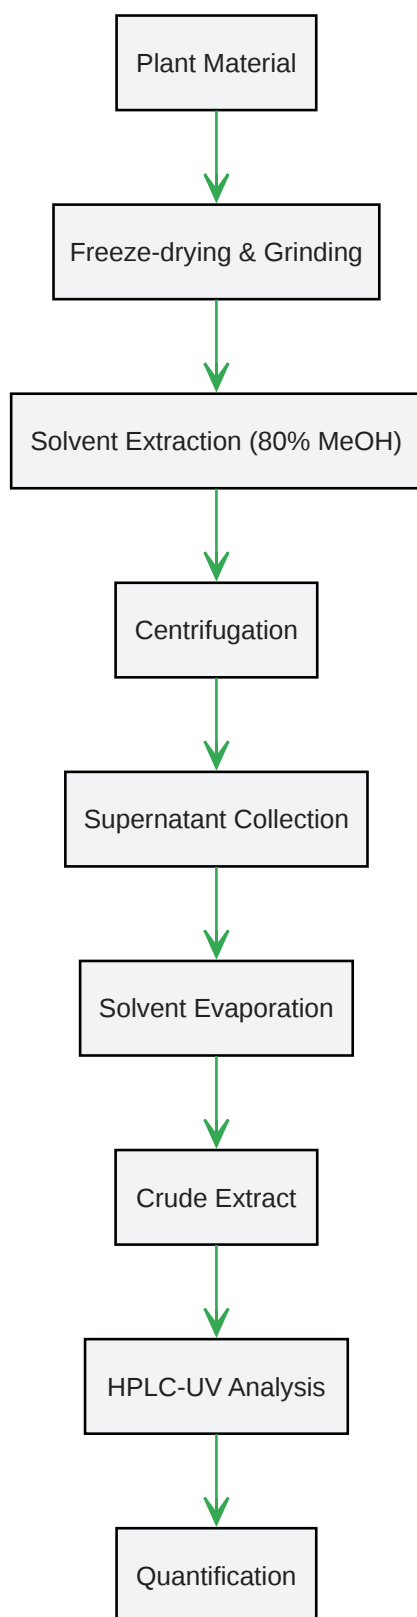 Plant Material
Freeze-drying & Grinding
Solvent Extraction (80% MeOH)
Centrifugation
Supernatant Collection
Solvent Evaporation
Crude Extract
HPLC-UV Analysis
Quantification